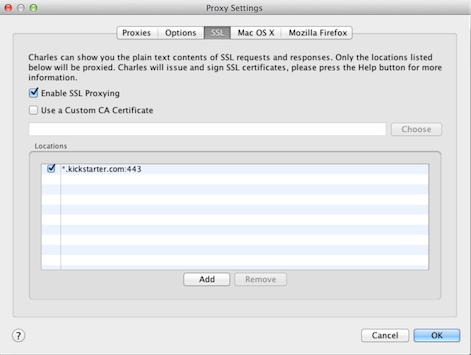 Proxy Settings
Proxies Options SSL Mac OS X Mozilla Firefox
Charles can show you the plain text contents of SSL requests and responses. Only the locations listed
below will be proxied. Charles will issue and sign SSL certificates, please press the Help button for more
information.
Enable SSL Proxying
Use a Custom CA Certificate
Choose
Locations
*.kickstarter.com:443
Add Remove
? Cancel OK